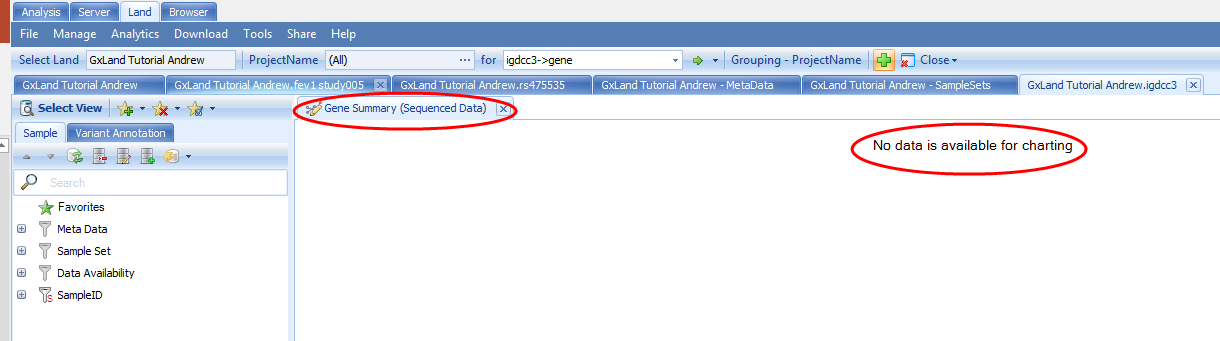 Analysis Server Land Browser
File Manage Analytics Download Tools Share Help
Select Land GxLand Tutorial Andrew ProjectName (All) ... for igdcc3->gene Grouping - ProjectName Close
GxLand Tutorial Andrew GxLand Tutorial Andrew.fev1 study005 GxLand Tutorial Andrew.rs475535 GxLand Tutorial Andrew - MetaData GxLand Tutorial Andrew - SampleSets GxLand Tutorial Andrew.igdcc3
Select View Gene Summary (Sequenced Data)
Sample Variant Annotation
No data is available for charting
Search
Favorites
Meta Data
Sample Set
Data Availability
SampleID